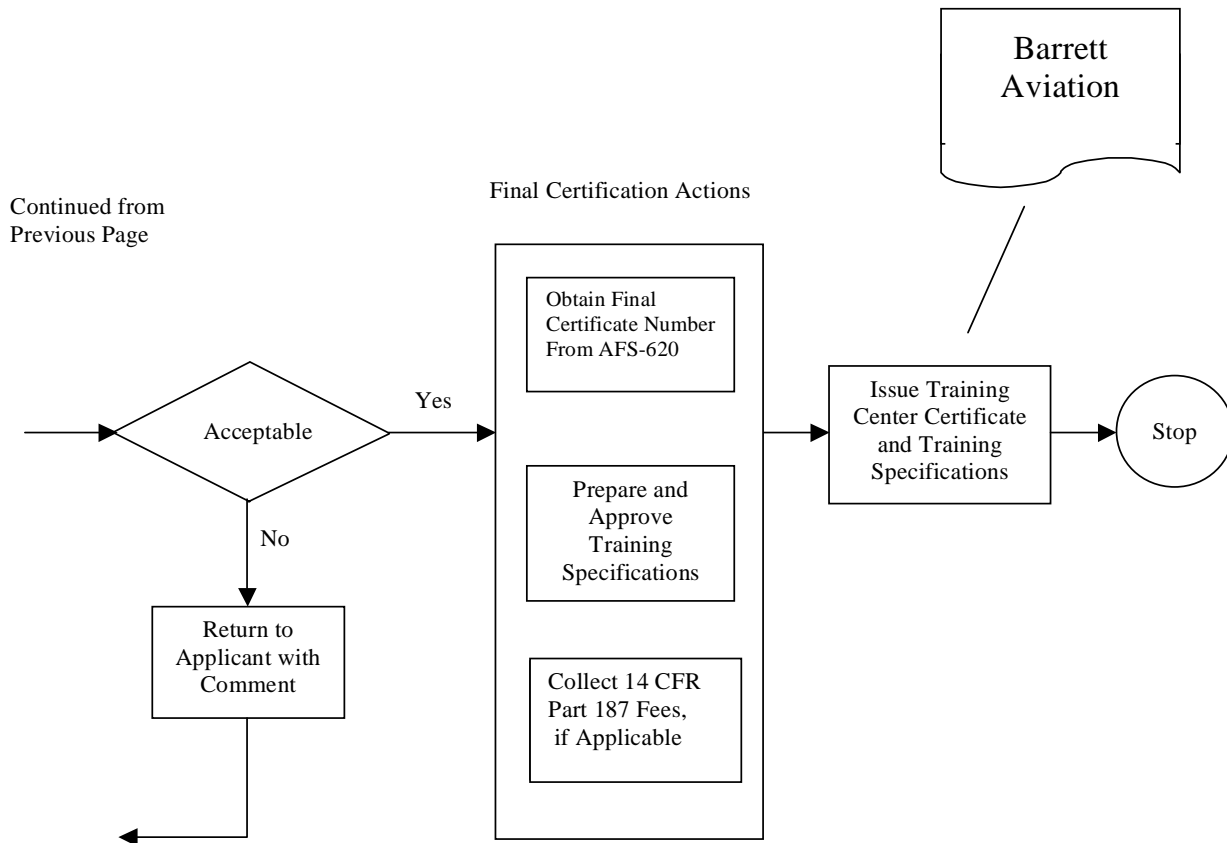 Barrett
Aviation
Continued from
Previous Page
Final Certification Actions
Acceptable
Yes
No
Return to
Applicant with
Comment
Obtain Final
Certificate Number
From AFS-620
Prepare and
Approve
Training
Specifications
Collect 14 CFR
Part 187 Fees,
if Applicable
Issue Training
Center Certificate
and Training
Specifications
Stop